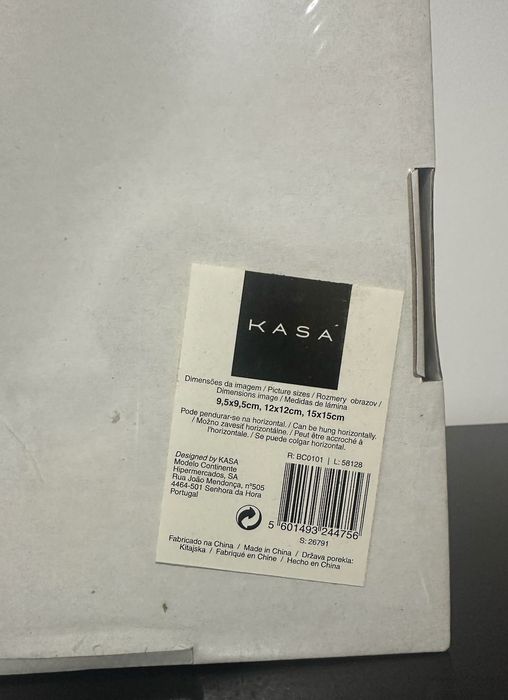 KASA
Dimensões da imagem / Picture sizes / Rozmery obrazov /
Dimensions image / Medidas de lámina
9,5x9,5cm, 12x12cm, 15x15cm
Pode pendurar-se na horizontal. / Can be hung horizontally.
/ Možno zavesit horizontálne. / Peut être accroché à
l'horizontale. / Se puede colgar horizontal.
R: BC0101 | L: 58128
Designed by KASA
Modelo Continente
Hipermercados, SA
Rua João Mendonça, nº505
4464-501 Senhora da Hora
Portugal
5 601493 244756
S: 26791
Fabricado na China / Made in China / Država porekla:
Kitajska / Fabriqué en Chine / Hecho en China